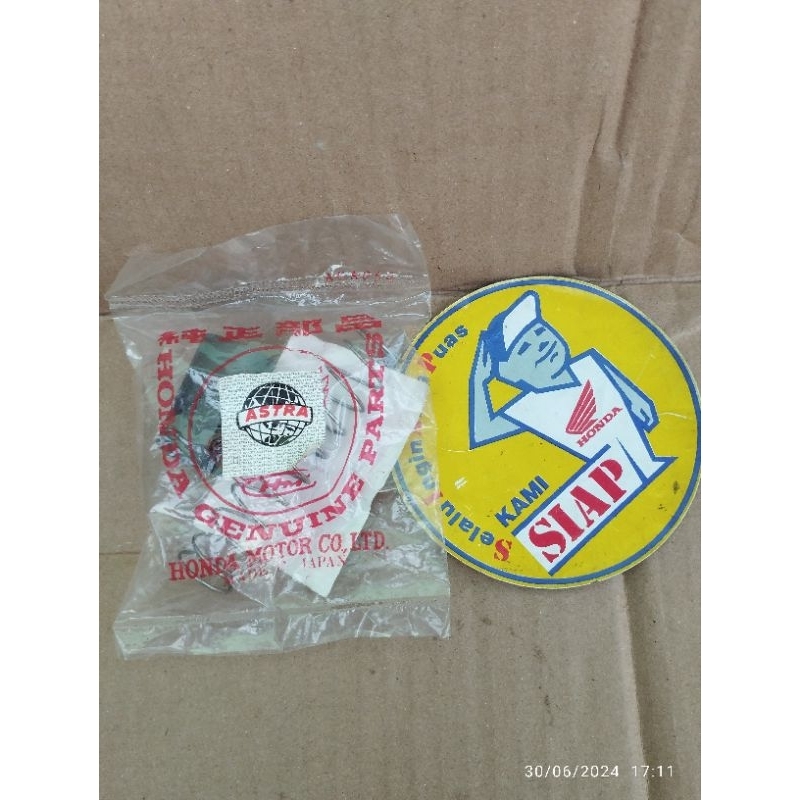 純正部品
HONDA GENUINE PARTS
ASTRA
HONDA MOTOR CO., LTD.
JAPAN
Selalu Ingin Puas
HONDA
KAMI
SIAP
30/06/2024 17:11